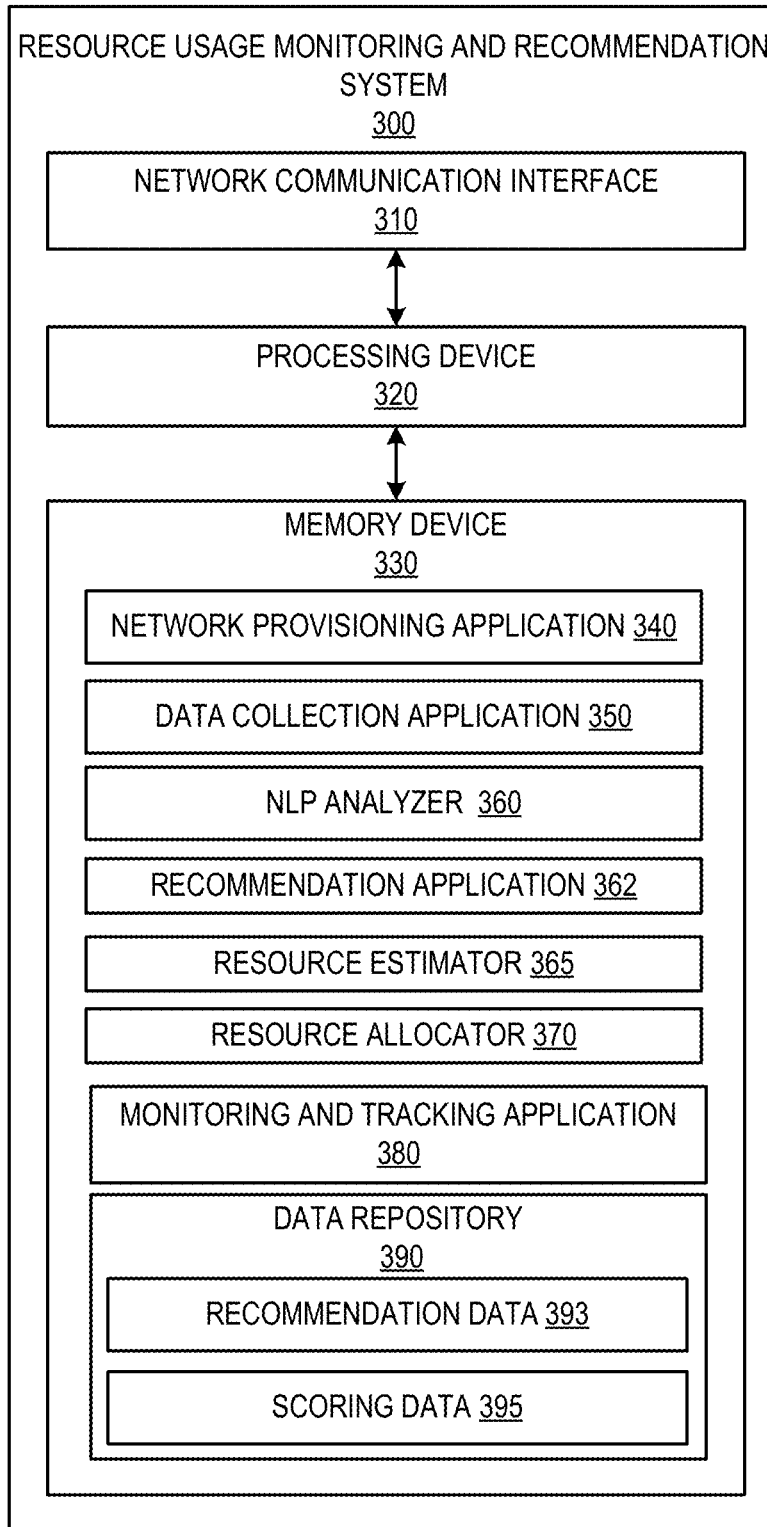 RESOURCE USAGE MONITORING AND RECOMMENDATION
SYSTEM
300
NETWORK COMMUNICATION INTERFACE
310
PROCESSING DEVICE
320
MEMORY DEVICE
330
NETWORK PROVISIONING APPLICATION 340
DATA COLLECTION APPLICATION 350
NLP ANALYZER 360
RECOMMENDATION APPLICATION 362
RESOURCE ESTIMATOR 365
RESOURCE ALLOCATOR 370
MONITORING AND TRACKING APPLICATION
380
DATA REPOSITORY
390
RECOMMENDATION DATA 393
SCORING DATA 395